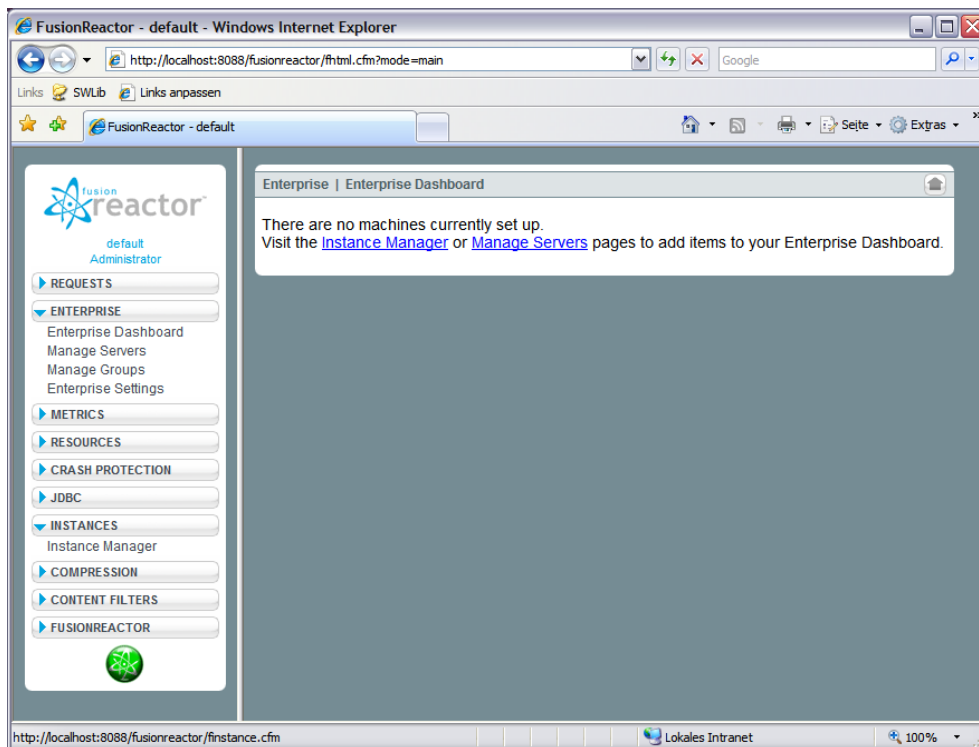 FusionReactor - default - Windows Internet Explorer
http://localhost:8088/fusionreactor/fhtml.cfm?mode=main
Google
Links SWLib Links anpassen
FusionReactor - default
Seite Extras
fusion
reactor
default
Administrator
REQUESTS
ENTERPRISE
Enterprise Dashboard
Manage Servers
Manage Groups
Enterprise Settings
METRICS
RESOURCES
CRASH PROTECTION
JDBC
INSTANCES
Instance Manager
COMPRESSION
CONTENT FILTERS
FUSIONREACTOR
Enterprise | Enterprise Dashboard
There are no machines currently set up.
Visit the Instance Manager or Manage Servers pages to add items to your Enterprise Dashboard.
http://localhost:8088/fusionreactor/finstance.cfm
Lokales Intranet
100%